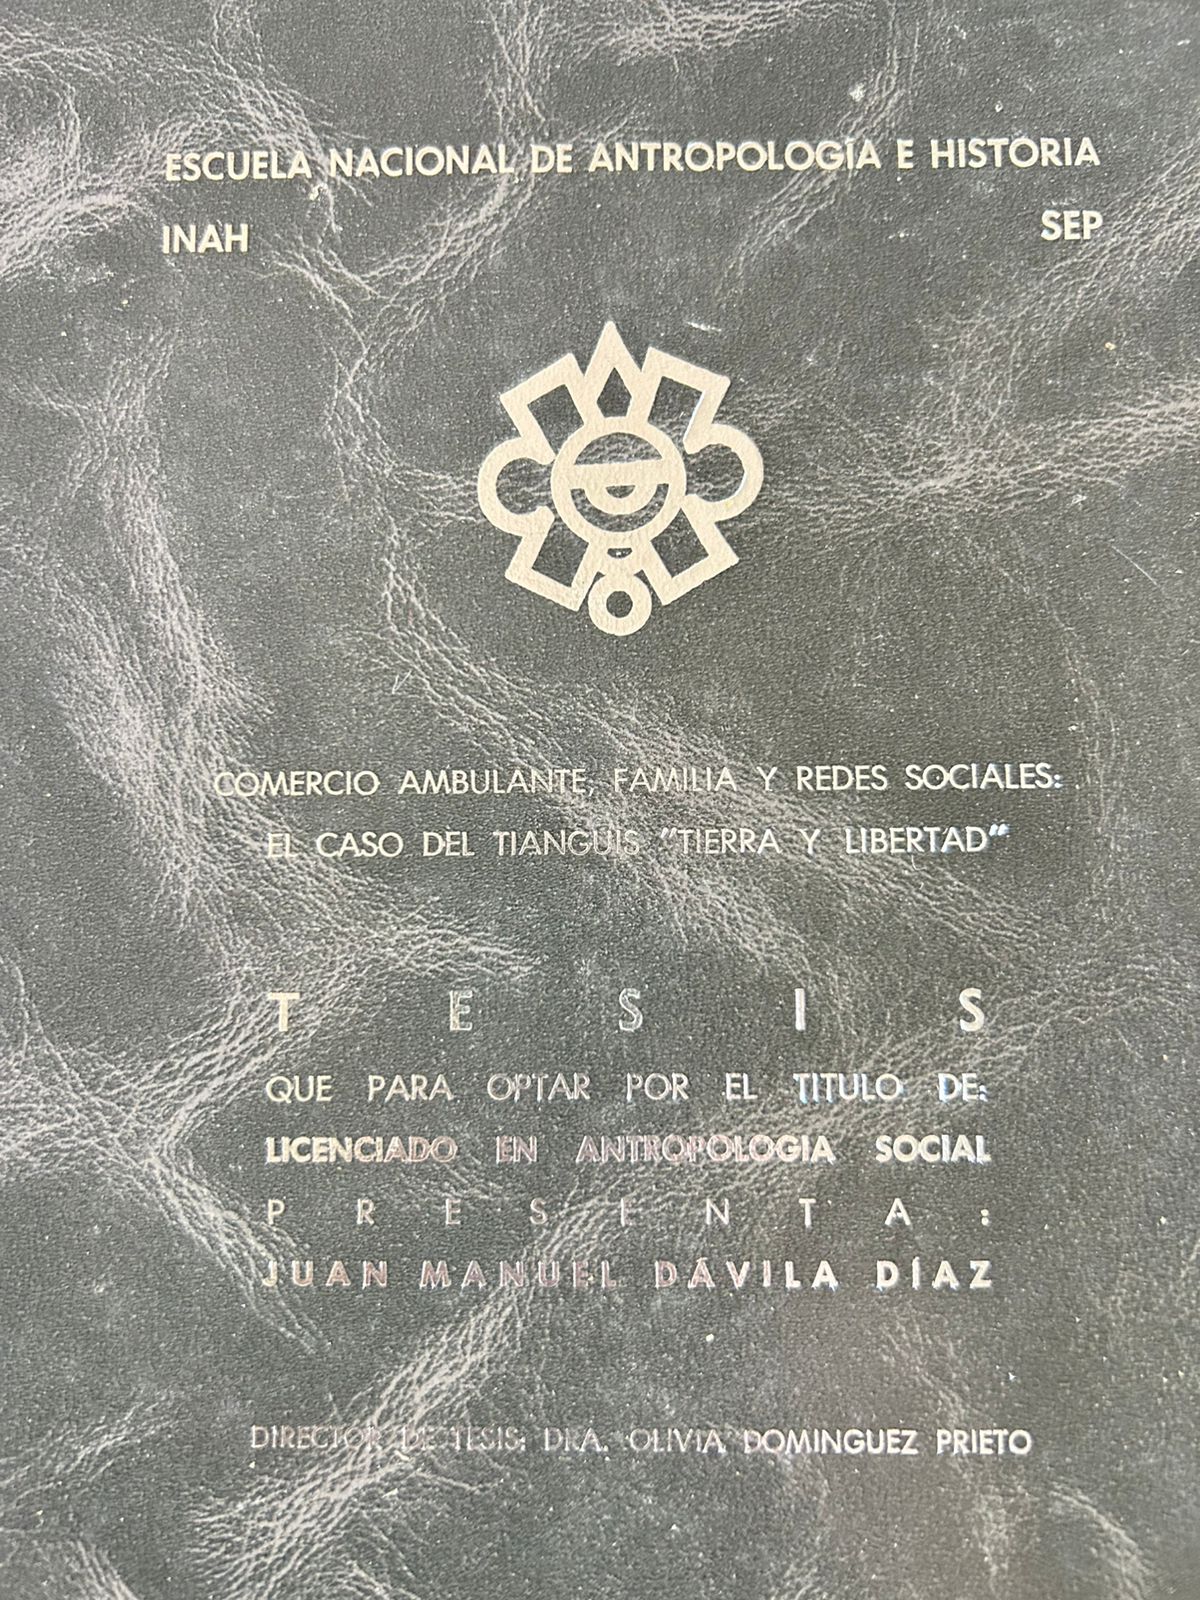 ESCUELA NACIONAL DE ANTROPOLOGÍA E HISTORIA
INAH SEP
COMERCIO AMBULANTE, FAMILIA Y REDES SOCIALES:
EL CASO DEL TIANGUIS "TIERRA Y LIBERTAD"
T E S I S
QUE PARA OPTAR POR EL TITULO DE:
LICENCIADO EN ANTROPOLOGIA SOCIAL
P R E S E N T A :
JUAN MANUEL DÁVILA DÍAZ
DIRECTOR DE TESIS: DRA. OLIVIA DOMINGUEZ PRIETO